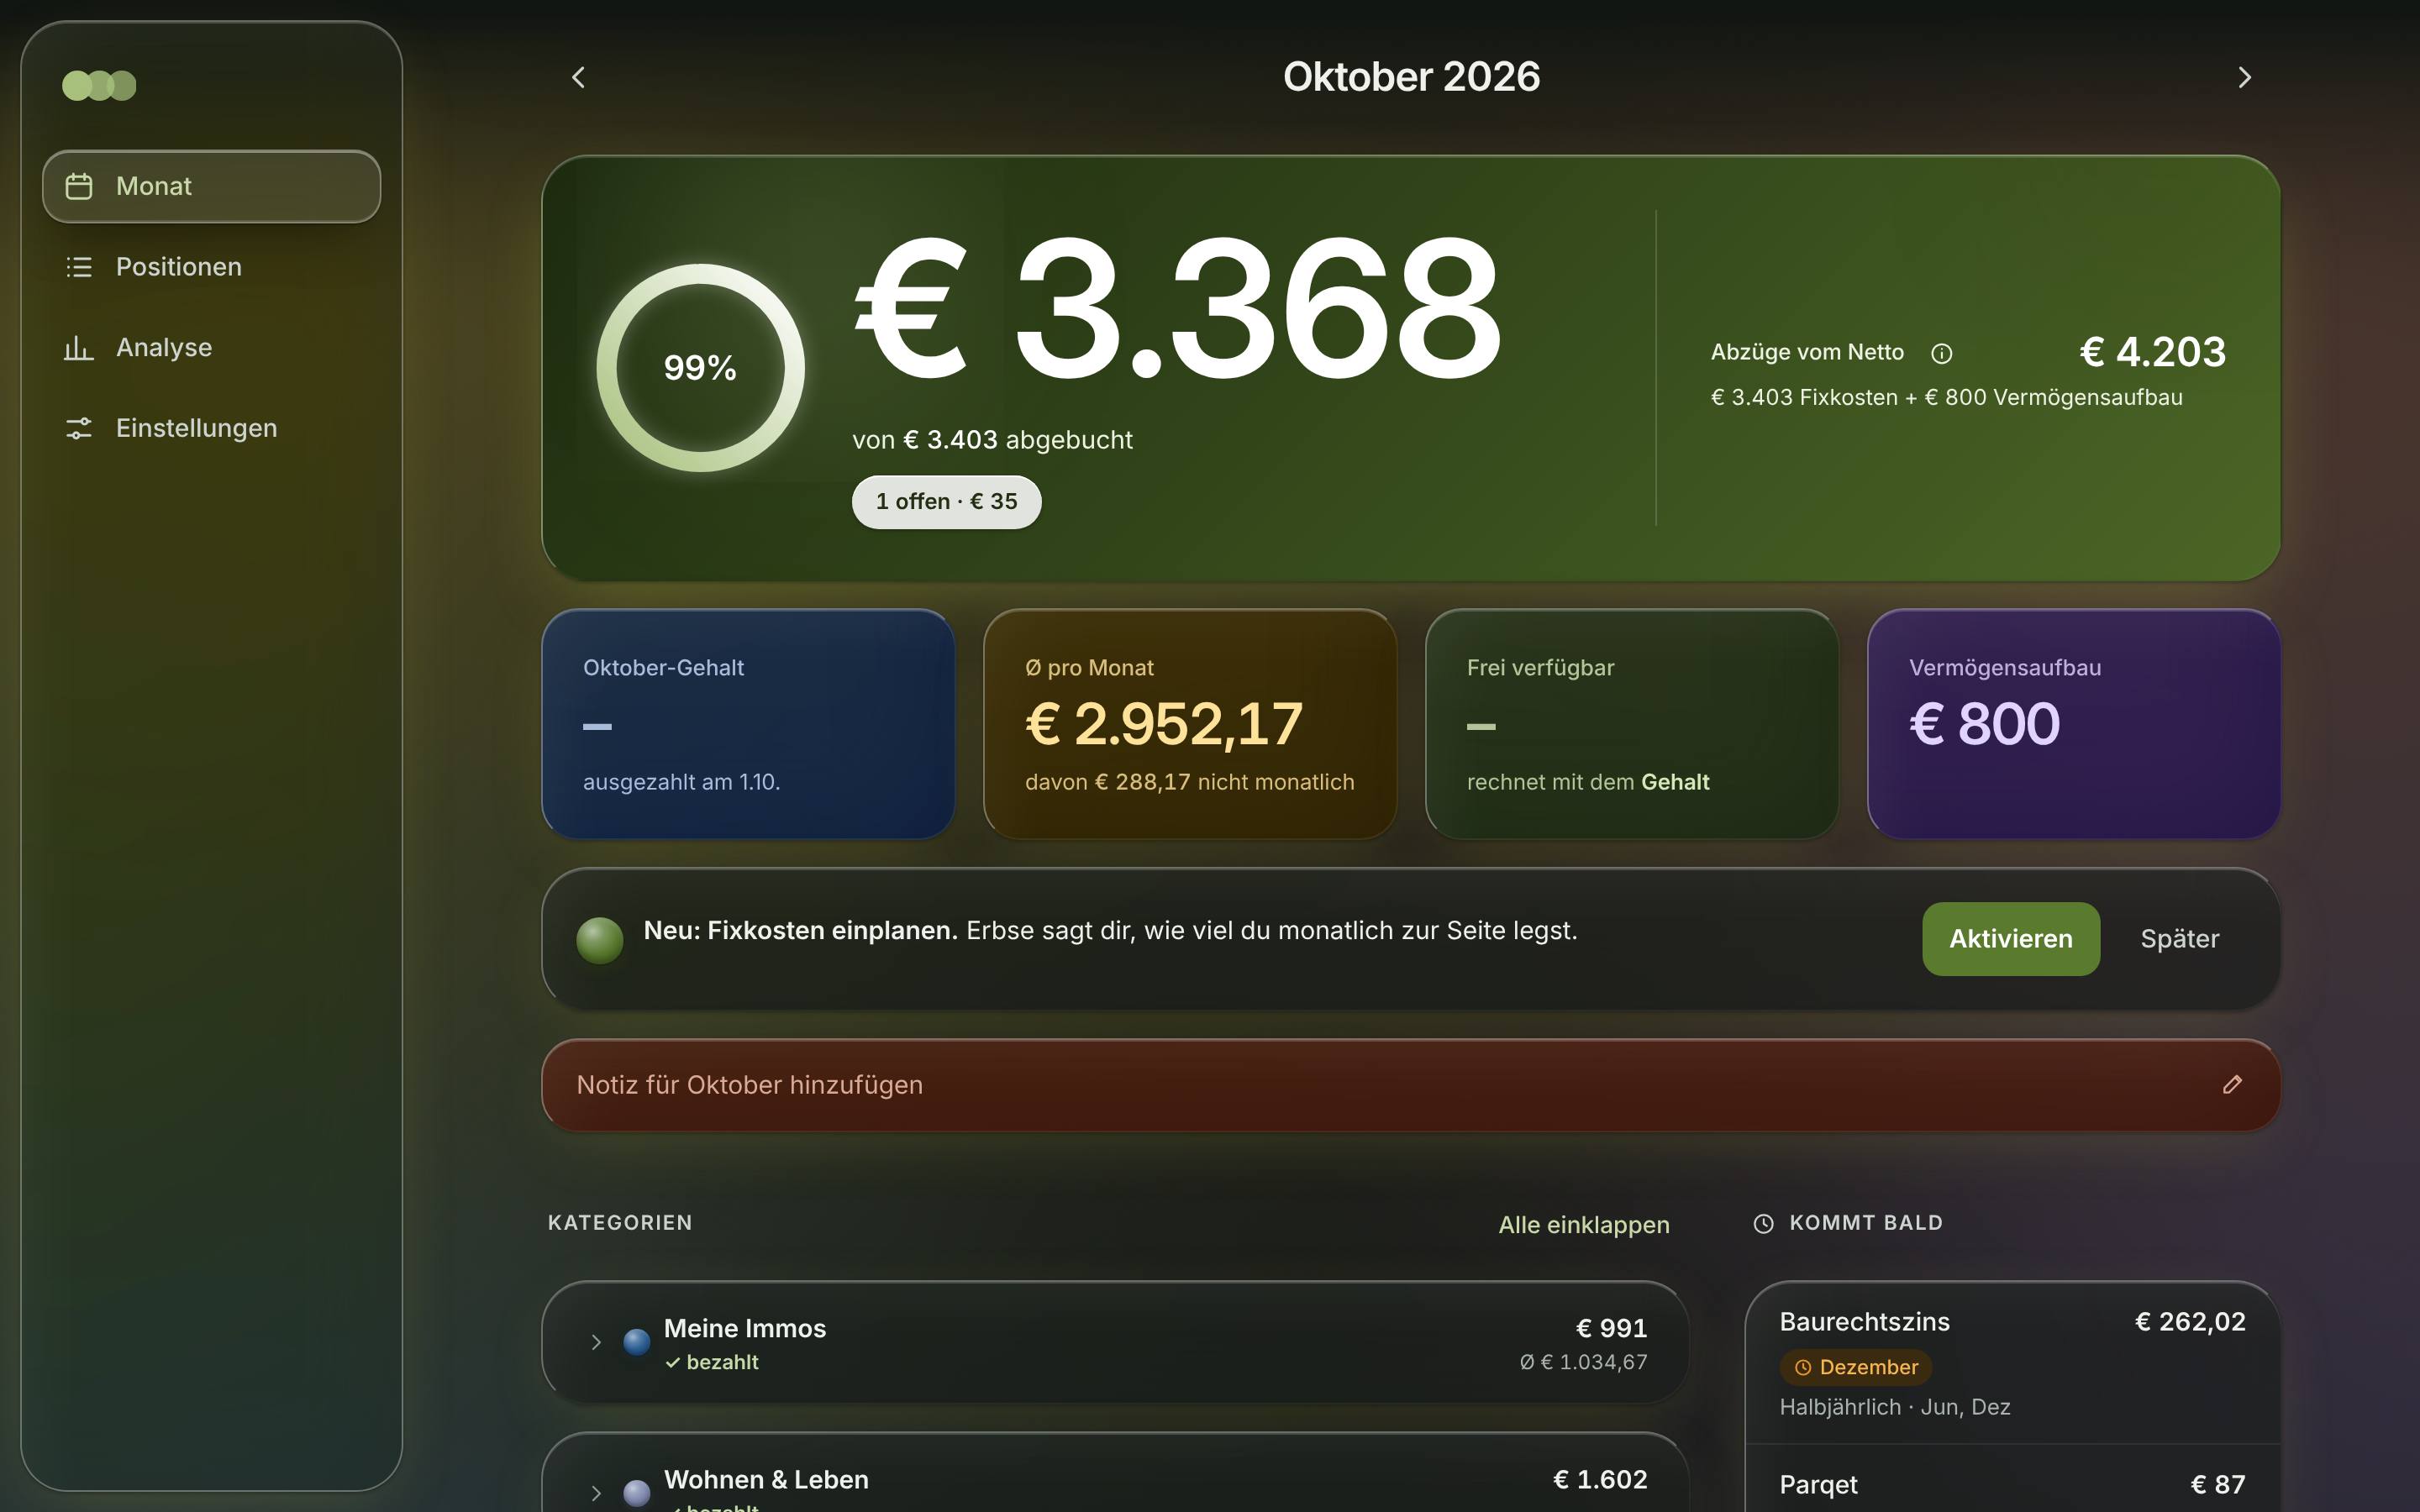 Oktober 2026
Monat
Positionen
Analyse
Einstellungen
99%
€ 3.368
von € 3.403 abgebucht
1 offen · € 35
Abzüge vom Netto
€ 4.203
€ 3.403 Fixkosten + € 800 Vermögensaufbau
Oktober-Gehalt
–
ausgezahlt am 1.10.
Ø pro Monat
€ 2.952,17
davon € 288,17 nicht monatlich
Frei verfügbar
–
rechnet mit dem Gehalt
Vermögensaufbau
€ 800
Neu: Fixkosten einplanen. Erbse sagt dir, wie viel du monatlich zur Seite legst.
Aktivieren
Später
Notiz für Oktober hinzufügen
KATEGORIEN
Alle einklappen
Meine Immos
€ 991
✓ bezahlt
Ø € 1.034,67
Wohnen & Leben
€ 1.602
✓ bezahlt
KOMMT BALD
Baurechtszins
€ 262,02
Dezember
Halbjährlich · Jun, Dez
Parqet
€ 87